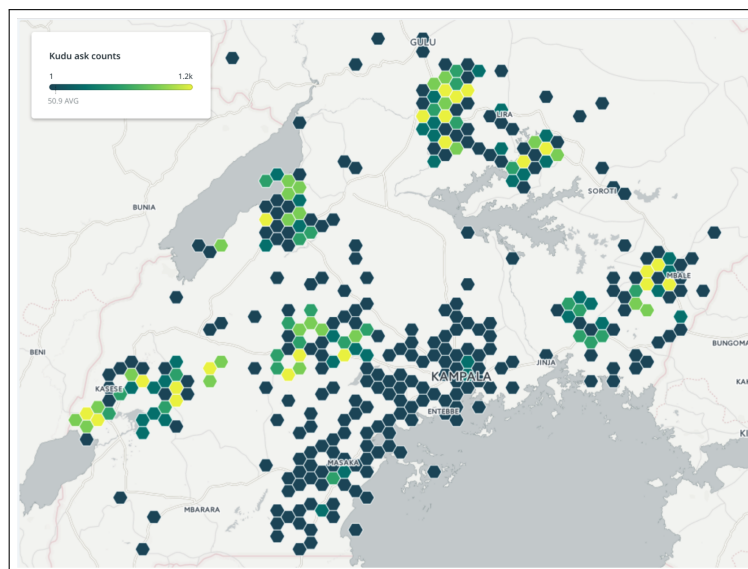 Kudu ask counts
1 1.2k
50.9 AVG
GULU
LIRA
SOROTI
BUNIA
MBALE
BENI
BUNGOMA
JINJA
KAMPALA
KASESE
ENTEBBE
MASAKA
MBARARA